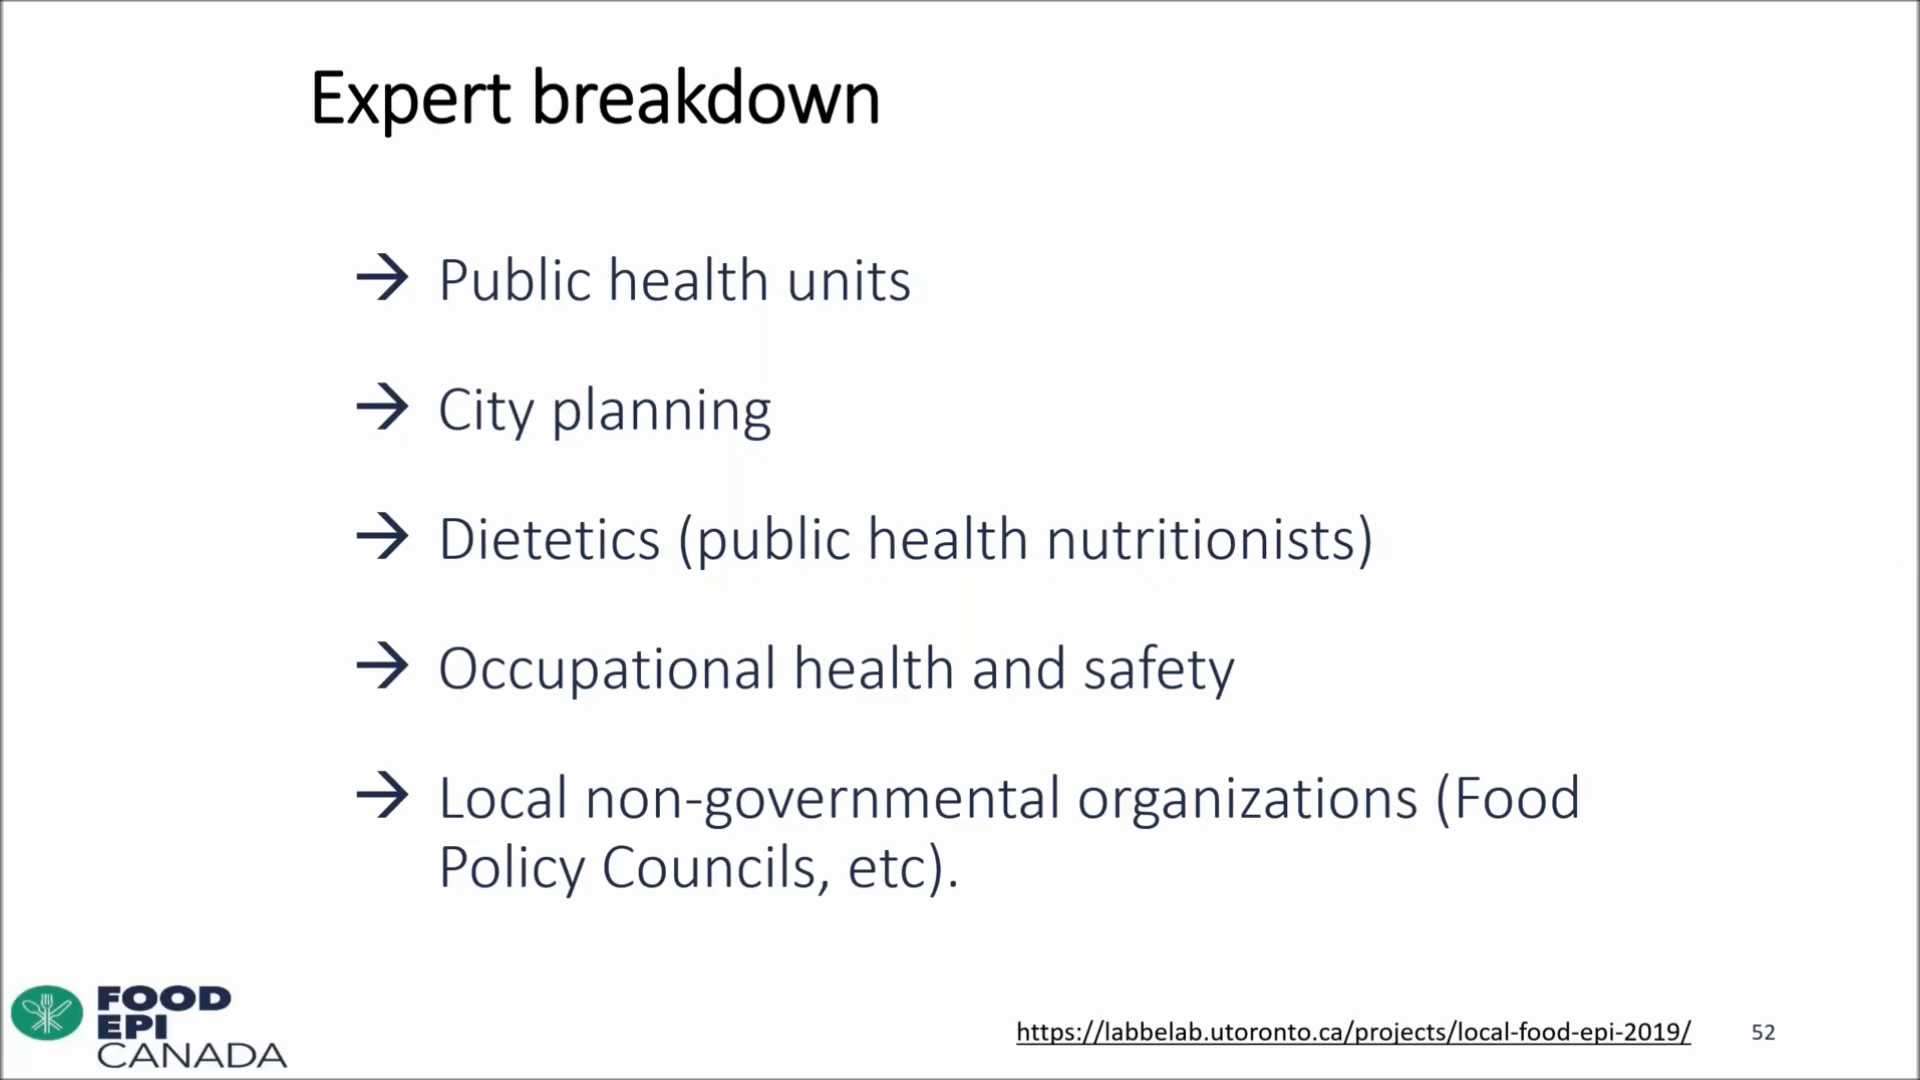 Expert breakdown
→ Public health units
→ City planning
→ Dietetics (public health nutritionists)
→ Occupational health and safety
→ Local non-governmental organizations (Food
Policy Councils, etc).
FOOD
EPI
CANADA
https://labbelab.utoronto.ca/projects/local-food-epi-2019/
52